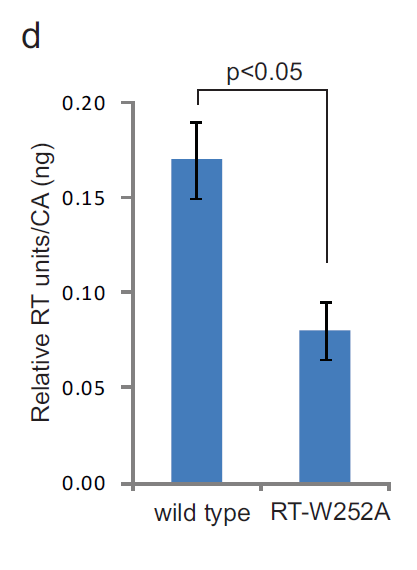 d
p<0.05
Relative RT units/CA (ng)
0.20
0.15
0.10
0.05
0.00
wild type
RT-W252A